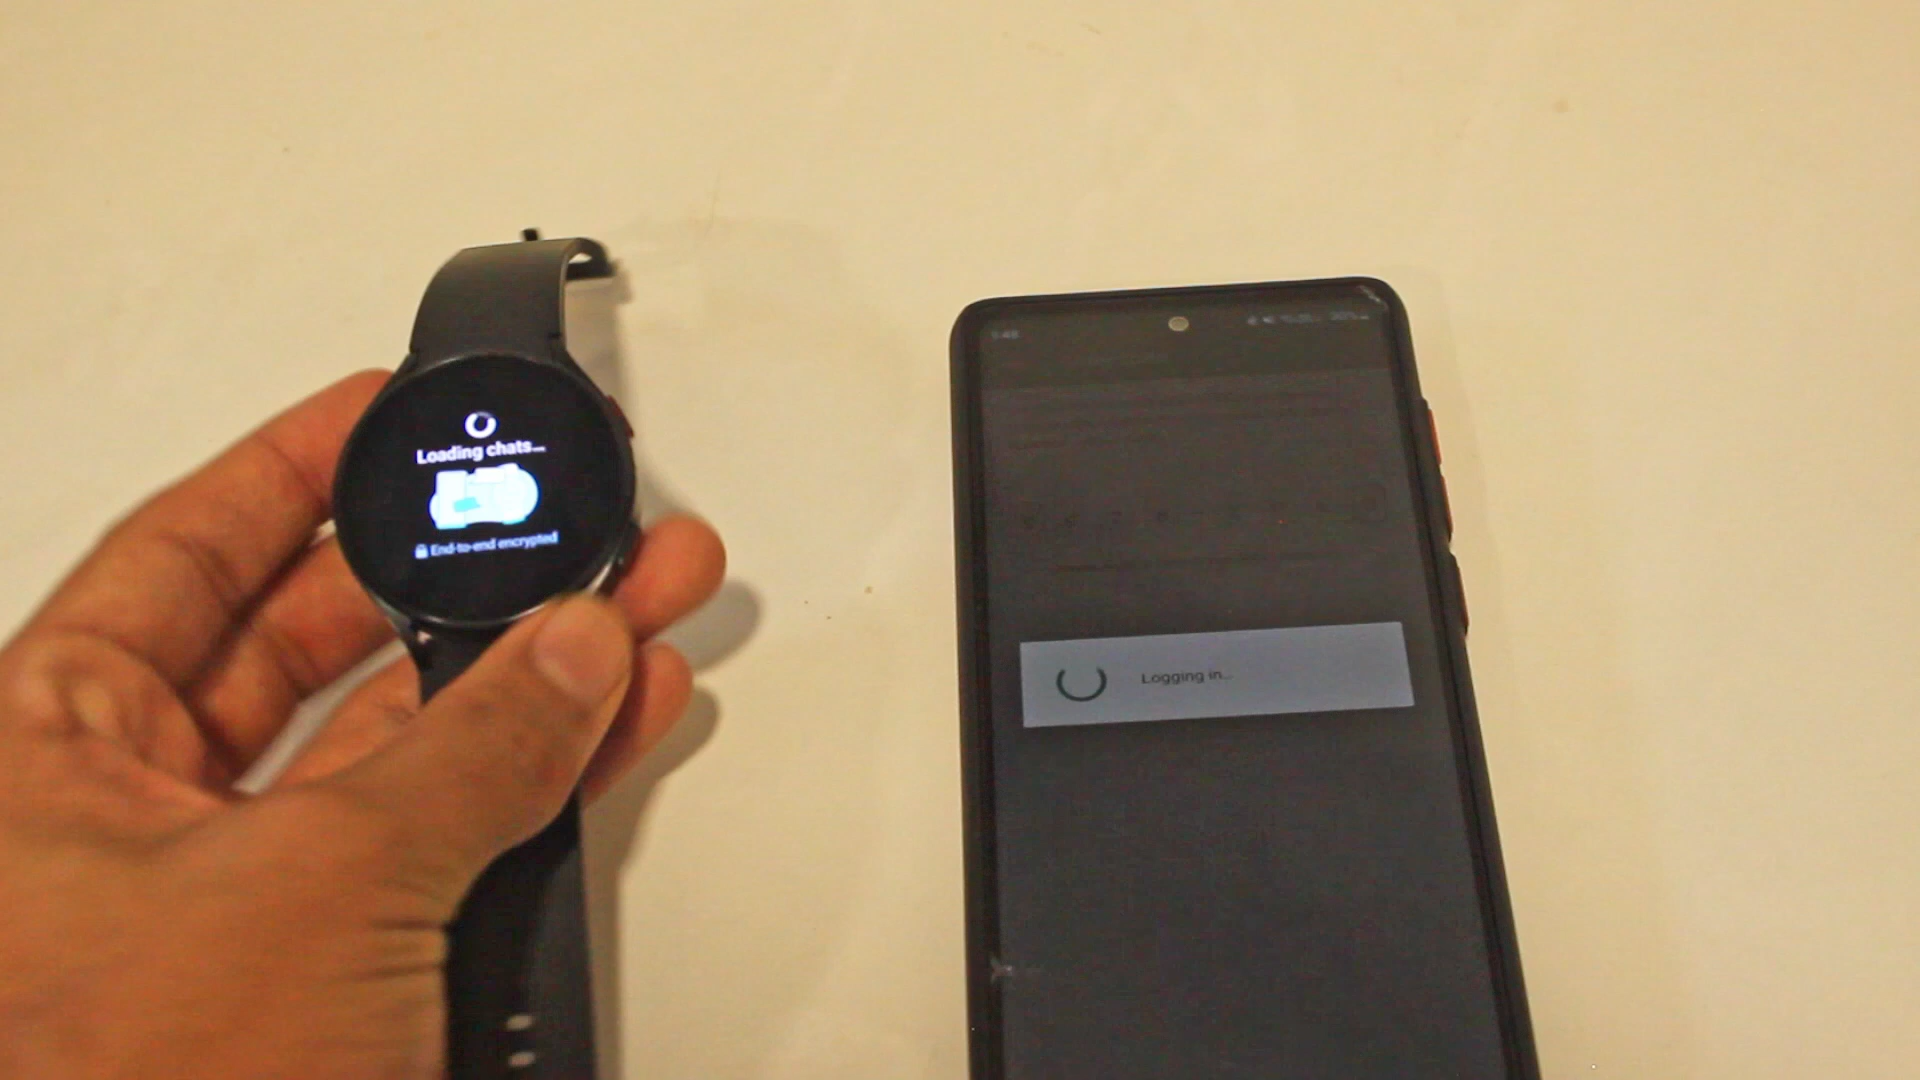 Loading chats...
End-to-end encrypted
Logging in...